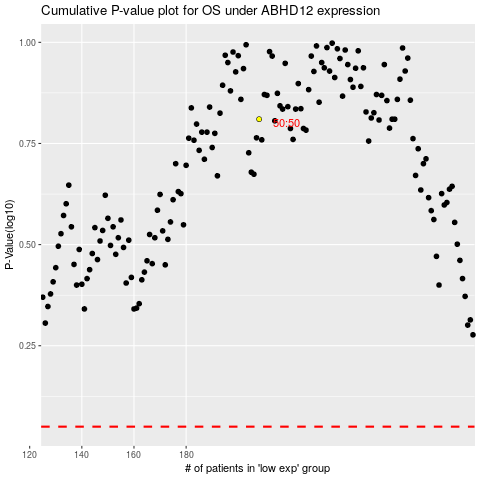 Cumulative P-value plot for OS under ABHD12 expression
P-Value(log10)
1.00
0.75
0.50
0.25
50:50
120 140 160 180
# of patients in 'low exp' group